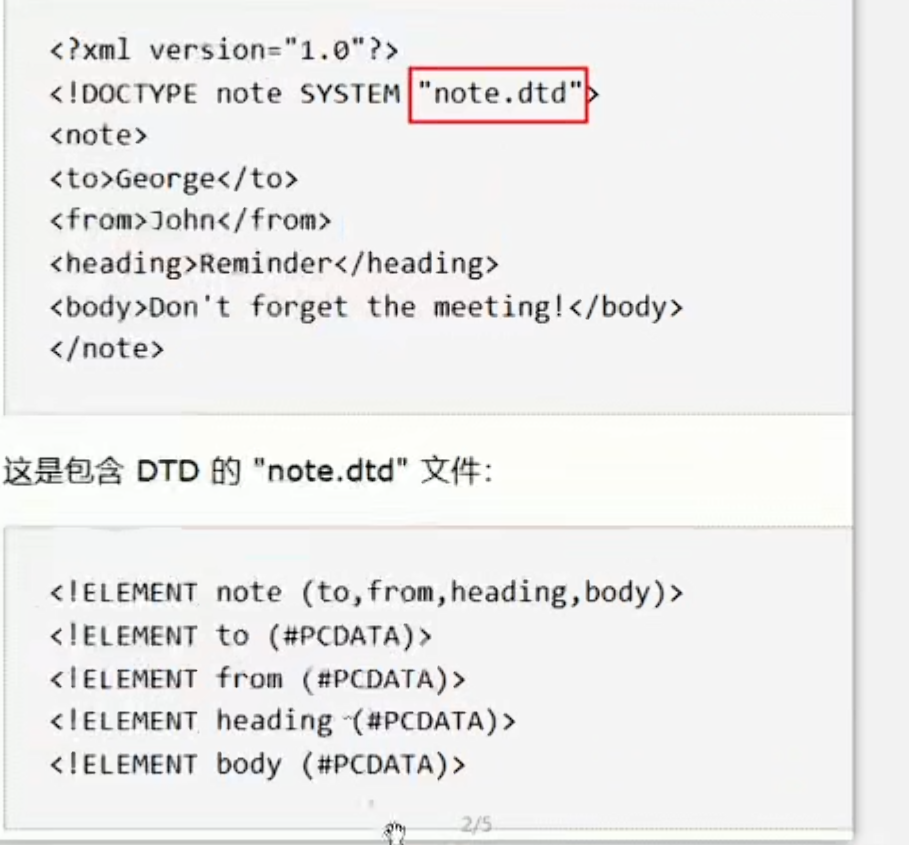 <?xml version="1.0"?>
<!DOCTYPE note SYSTEM "note.dtd">
<note>
<to>George</to>
<from>John</from>
<heading>Reminder</heading>
<body>Don't forget the meeting!</body>
</note>
这是包含 DTD 的 "note.dtd" 文件:
<!ELEMENT note (to,from,heading,body)>
<!ELEMENT to (#PCDATA)>
<!ELEMENT from (#PCDATA)>
<!ELEMENT heading (#PCDATA)>
<!ELEMENT body (#PCDATA)>
2/5